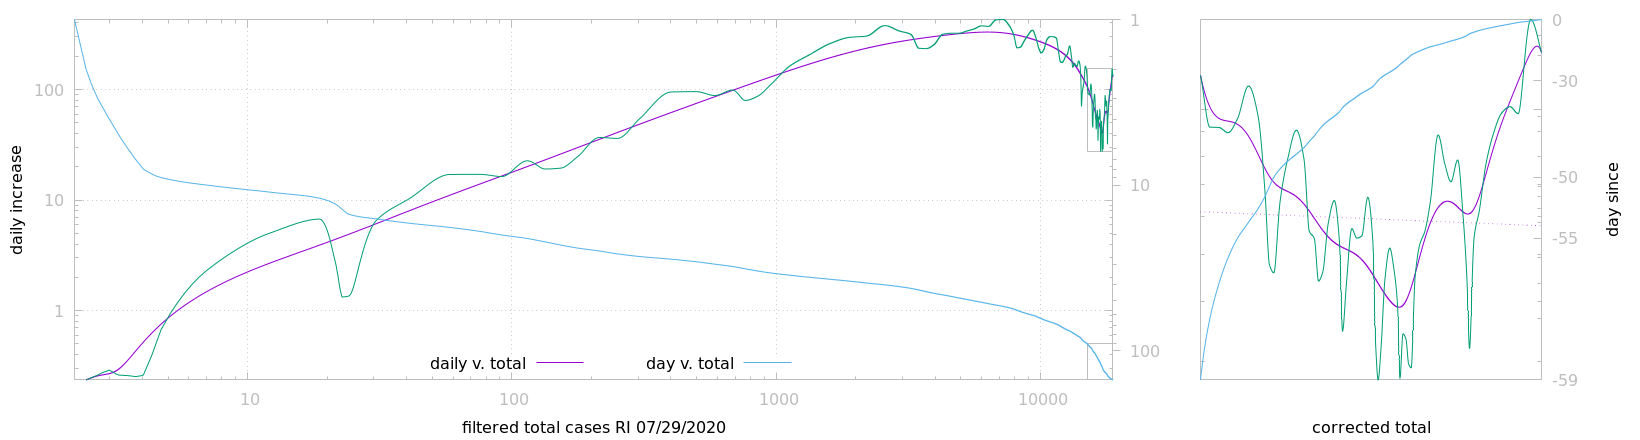 daily increase
100
10
1
daily v. total
day v. total
10
100
1000
10000
filtered total cases RI 07/29/2020
1
10
100
0
-30
-50
-55
-59
day since
corrected total